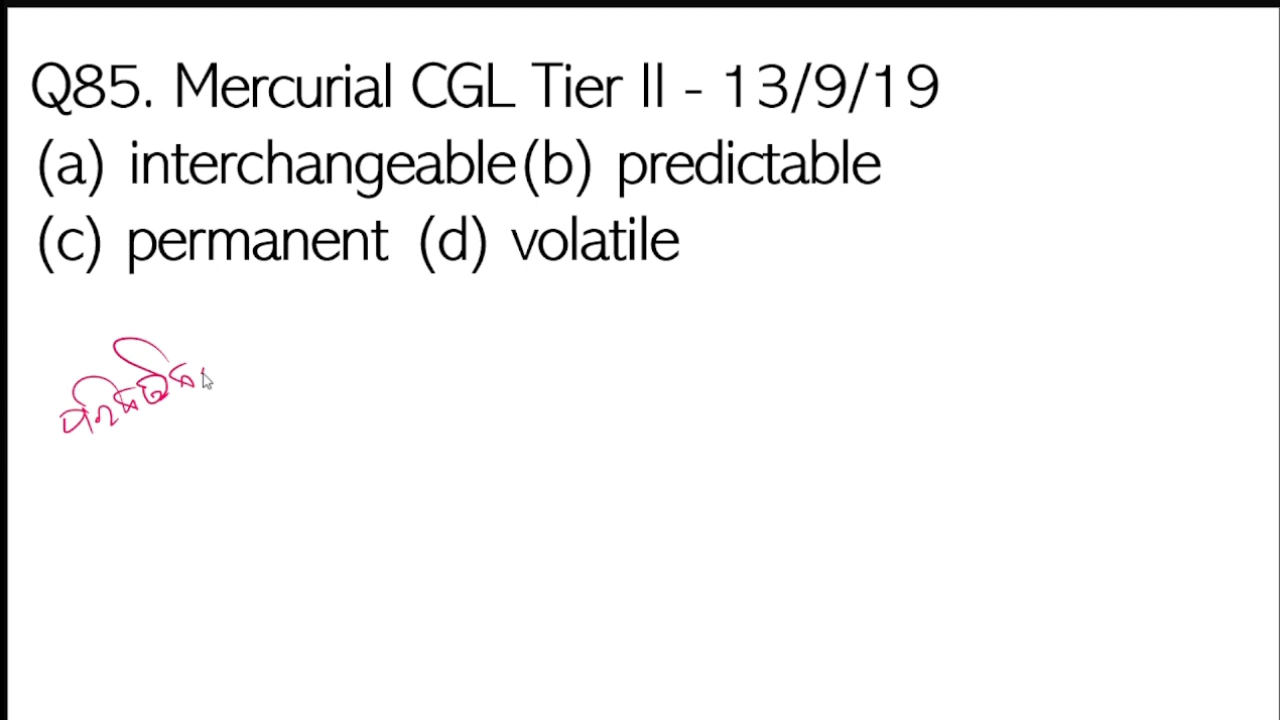 Q85. Mercurial CGL Tier II - 13/9/19
(a) interchangeable (b) predictable
(c) permanent (d) volatile